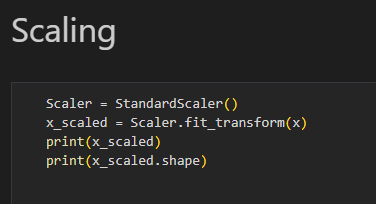 Scaling
Scaler = StandardScaler()
x_scaled = Scaler.fit_transform(x)
print(x_scaled)
print(x_scaled.shape)